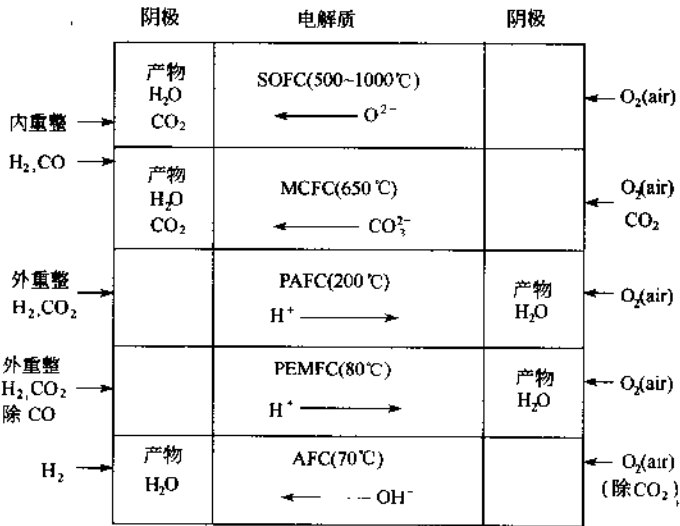 阴极 电解质 阴极
产物
H₂O
CO₂
SOFC(500~1000℃)
O²⁻
O₂(air)
内重整
H₂,CO
产物
H₂O
CO₂
MCFC(650℃)
CO₃²⁻
O₂(air)
CO₂
外重整
H₂,CO₂
PAFC(200℃)
H⁺
产物
H₂O
O₂(air)
外重整
H₂,CO₂
除 CO
PEMFC(80℃)
H⁺
产物
H₂O
O₂(air)
H₂
产物
H₂O
AFC(70℃)
OH⁻
O₂(air)
(除CO₂)